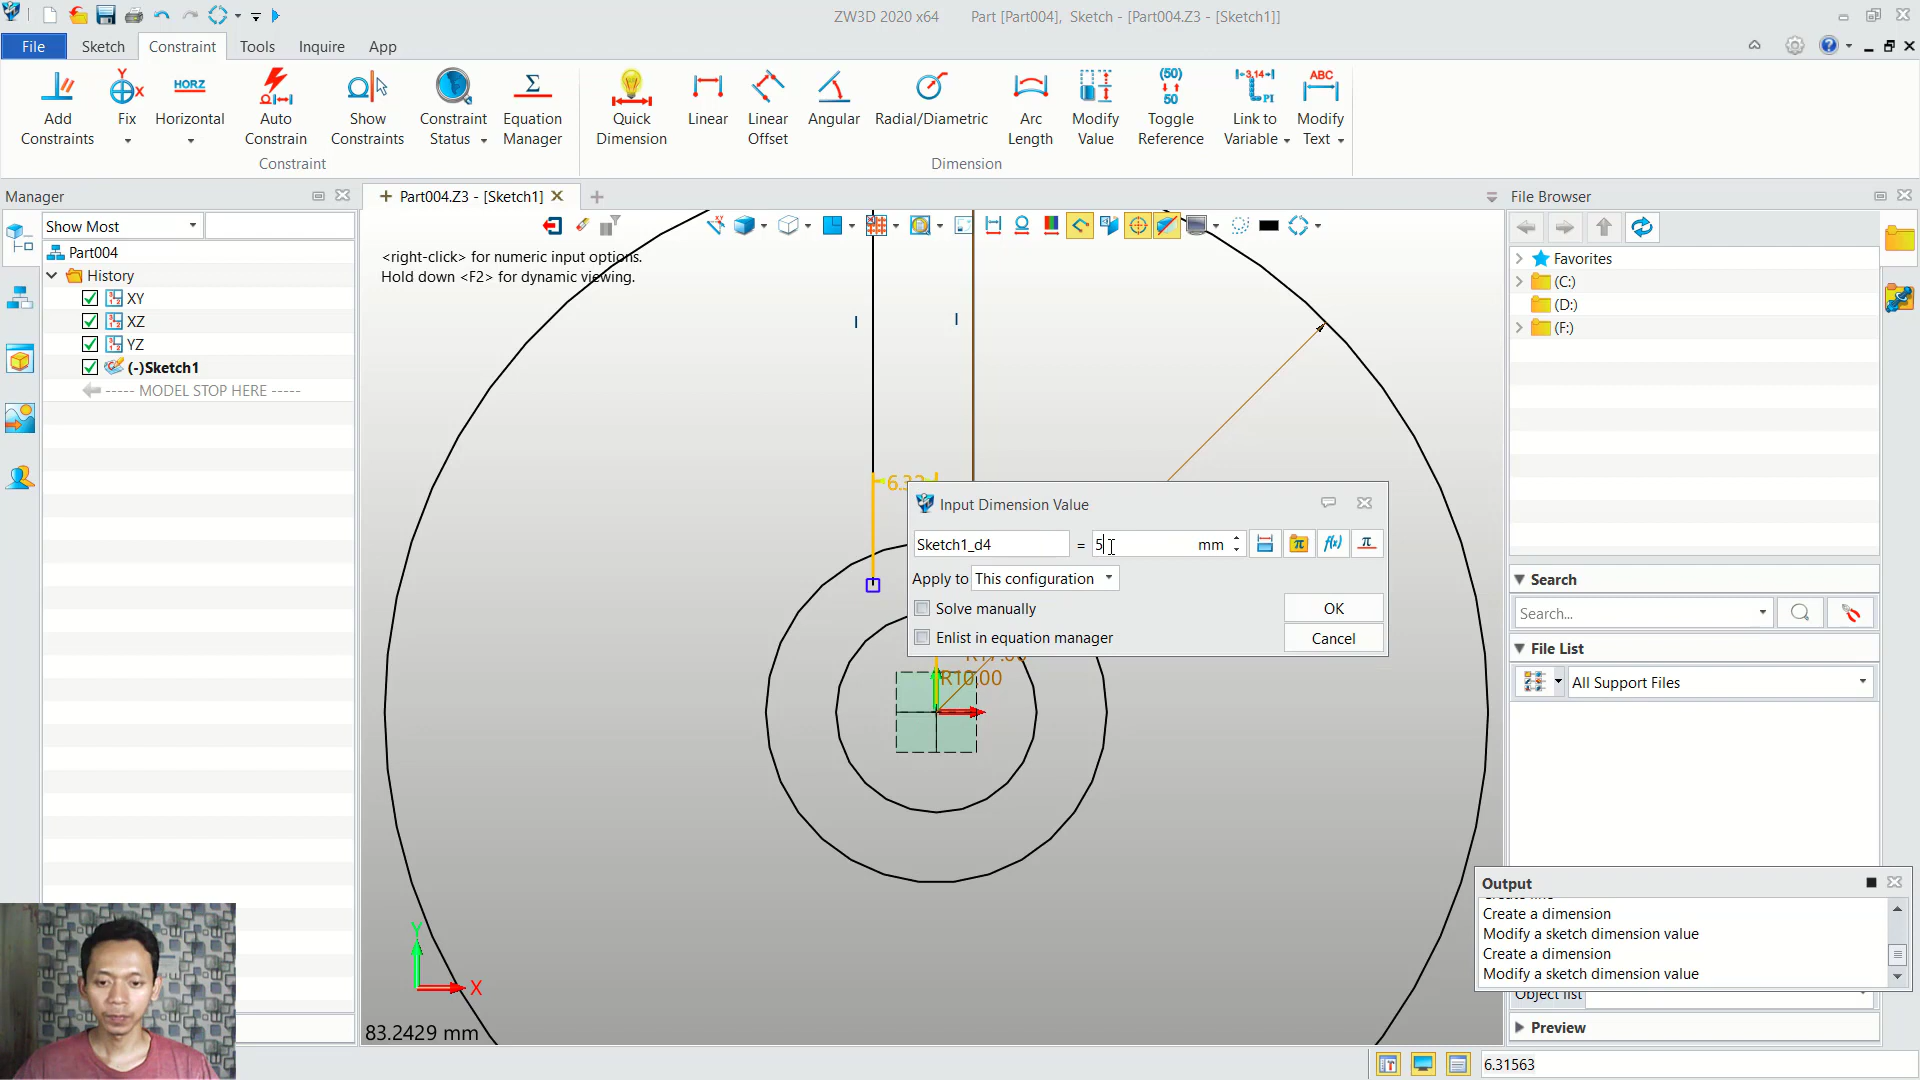 ZW3D 2020 x64 Part [Part004], Sketch - [Part004.Z3 - [Sketch1]]
File Sketch Constraint Tools Inquire App
Add Constraints
Fix
Horizontal
HORZ
Auto Constrain
Show Constraints
Constraint Status
Equation Manager
Quick Dimension
Linear
Linear Offset
Angular
Radial/Diametric
Arc Length
Modify Value
Toggle Reference
Link to Variable
Modify Text
(50)
50
3,14
PI
ABC
Constraint
Dimension
Manager
Part004.Z3 - [Sketch1]
File Browser
Show Most
Part004
History
XY
XZ
YZ
(-)Sketch1
----- MODEL STOP HERE -----
<right-click> for numeric input options.
Hold down <F2> for dynamic viewing.
Input Dimension Value
Sketch1_d4 = 5 mm
Apply to This configuration
Solve manually
OK
Enlist in equation manager
Cancel
R10.00
Y
X
83.2429 mm
Favorites
(C:)
(D:)
(F:)
Search
Search...
File List
All Support Files
Output
Create a dimension
Modify a sketch dimension value
Create a dimension
Modify a sketch dimension value
Object list
Preview
6.31563